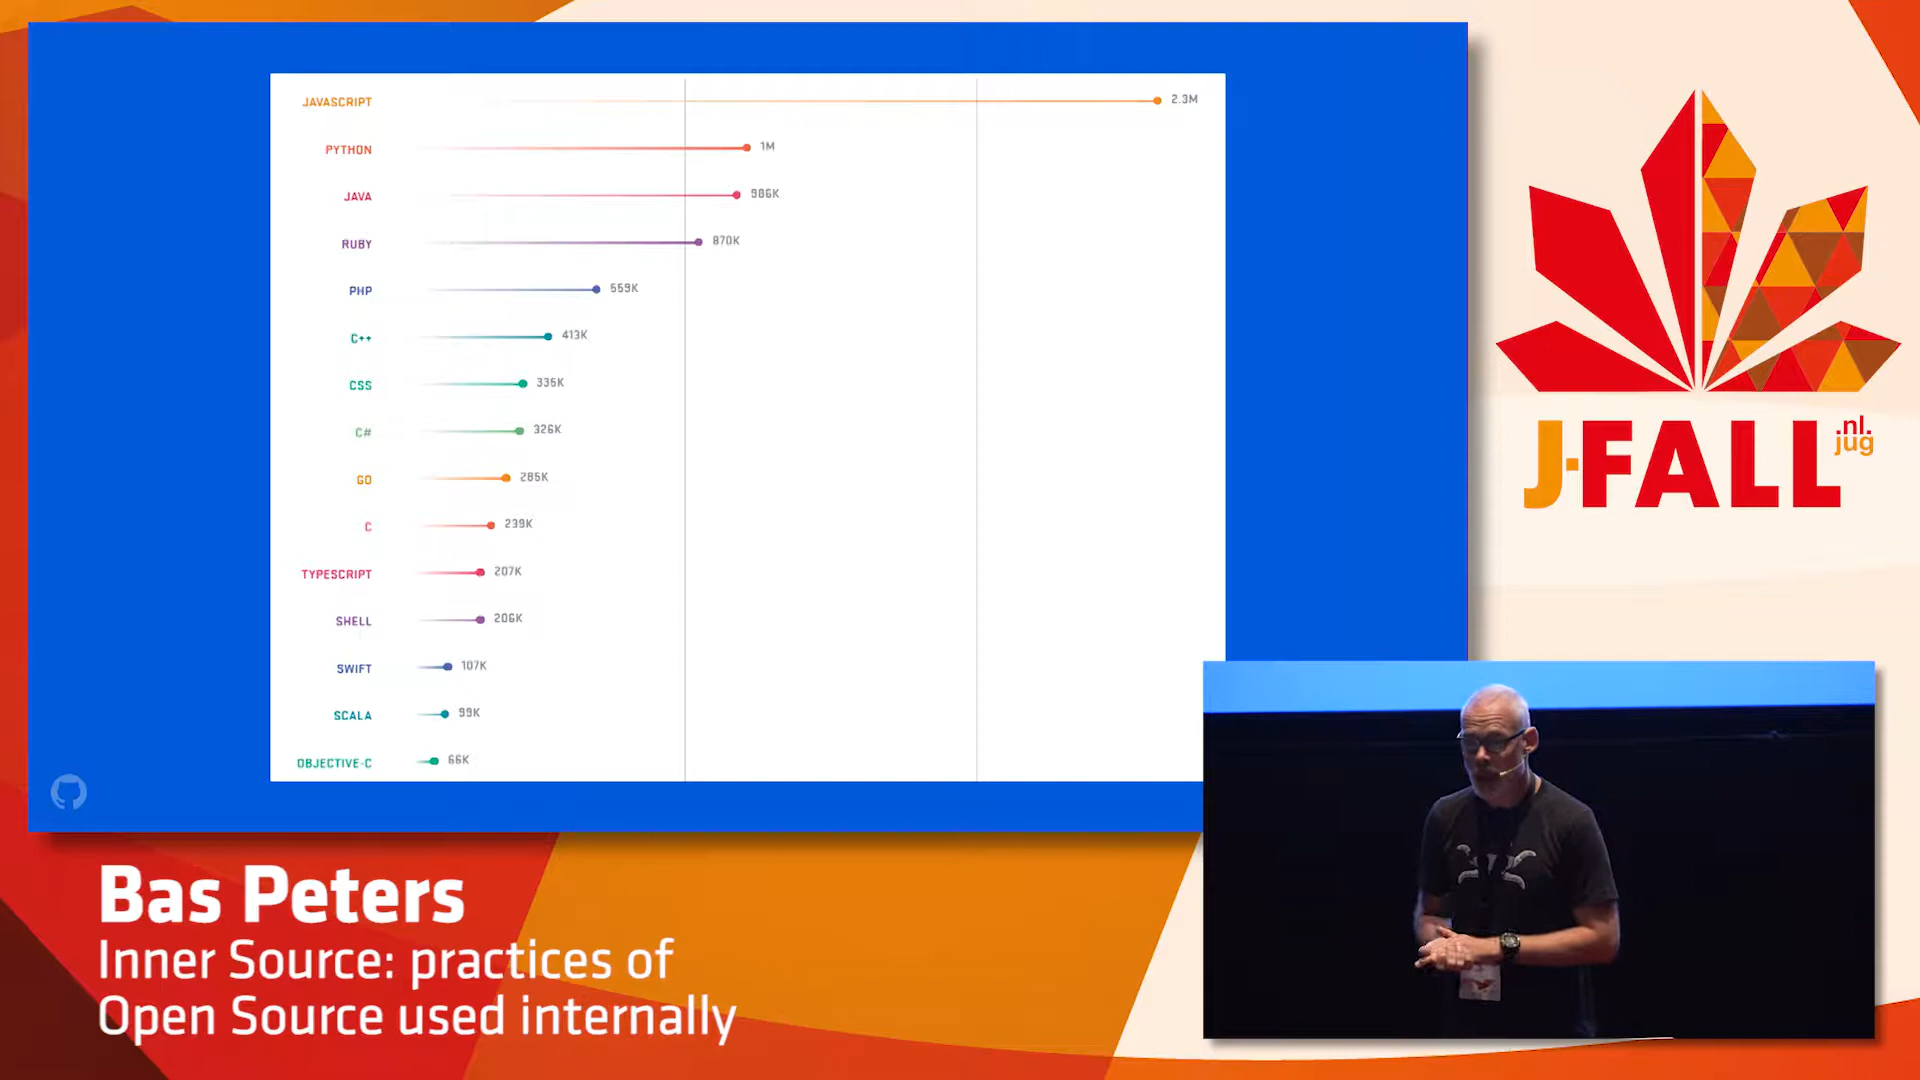 JAVASCRIPT 2.3M
PYTHON 1M
JAVA 986K
RUBY 870K
PHP 559K
C++ 413K
CSS 335K
C# 326K
GO 285K
C 239K
TYPESCRIPT 207K
SHELL 206K
SWIFT 107K
SCALA 99K
OBJECTIVE-C 66K
J-FALL
.nl.
jug
Bas Peters
Inner Source: practices of
Open Source used internally